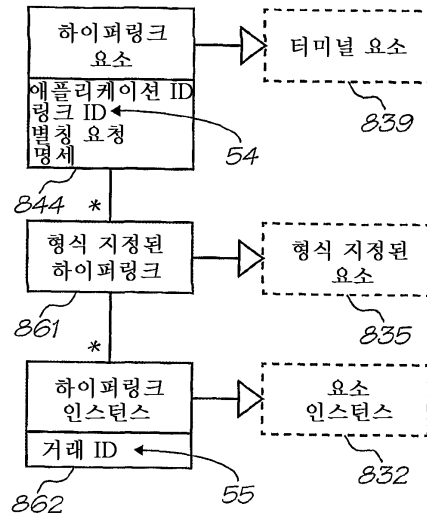 하이퍼링크
요소
터미널 요소
839
애플리케이션 ID
링크 ID
별칭 요청
명세
54
844
*
형식 지정된
하이퍼링크
형식 지정된
요소
861
835
*
하이퍼링크
인스턴스
요소
인스턴스
거래 ID
832
862
55